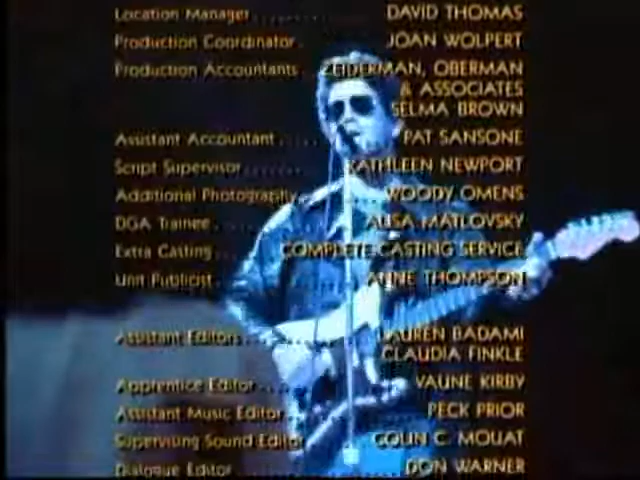 Location Manager ............ DAVID THOMAS
Production Coordinator ...... JOAN WOLPERT
Production Accountants ... ZEIDERMAN, OBERMAN
& ASSOCIATES
SELMA BROWN
Assistant Accountant ...... PAT SANSONE
Script Supervisor ........ KATHLEEN NEWPORT
Additional Photography ...... WOODY OMENS
DGA Trainee ............ ALISA MATLOVSKY
Extra Casting ...... COMPLETE CASTING SERVICE
Unit Publicist ............ ANNE THOMPSON
Assistant Editors ............ LAUREN BADAMI
CLAUDIA FINKLE
Apprentice Editor ............ VAUNE KIRBY
Assistant Music Editor ........ PECK PRIOR
Supervising Sound Editor ...... COLIN C. MOUAT
Dialogue Editor ............ DON WARNER